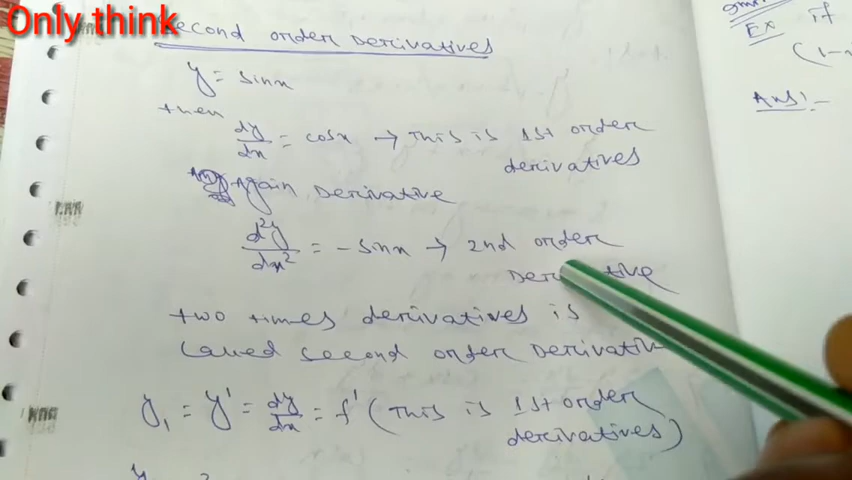 Only think
Second order Derivatives
y = sinx
then
dy/dx = cosx → this is 1st order
derivatives
Again Derivative
d²y/dx² = - sinx → 2nd order
two times derivatives is
called second order Derivative
y₁ = y' = dy/dx = f' (this is 1st order
derivatives)
Ex if
(1-
Ans:-